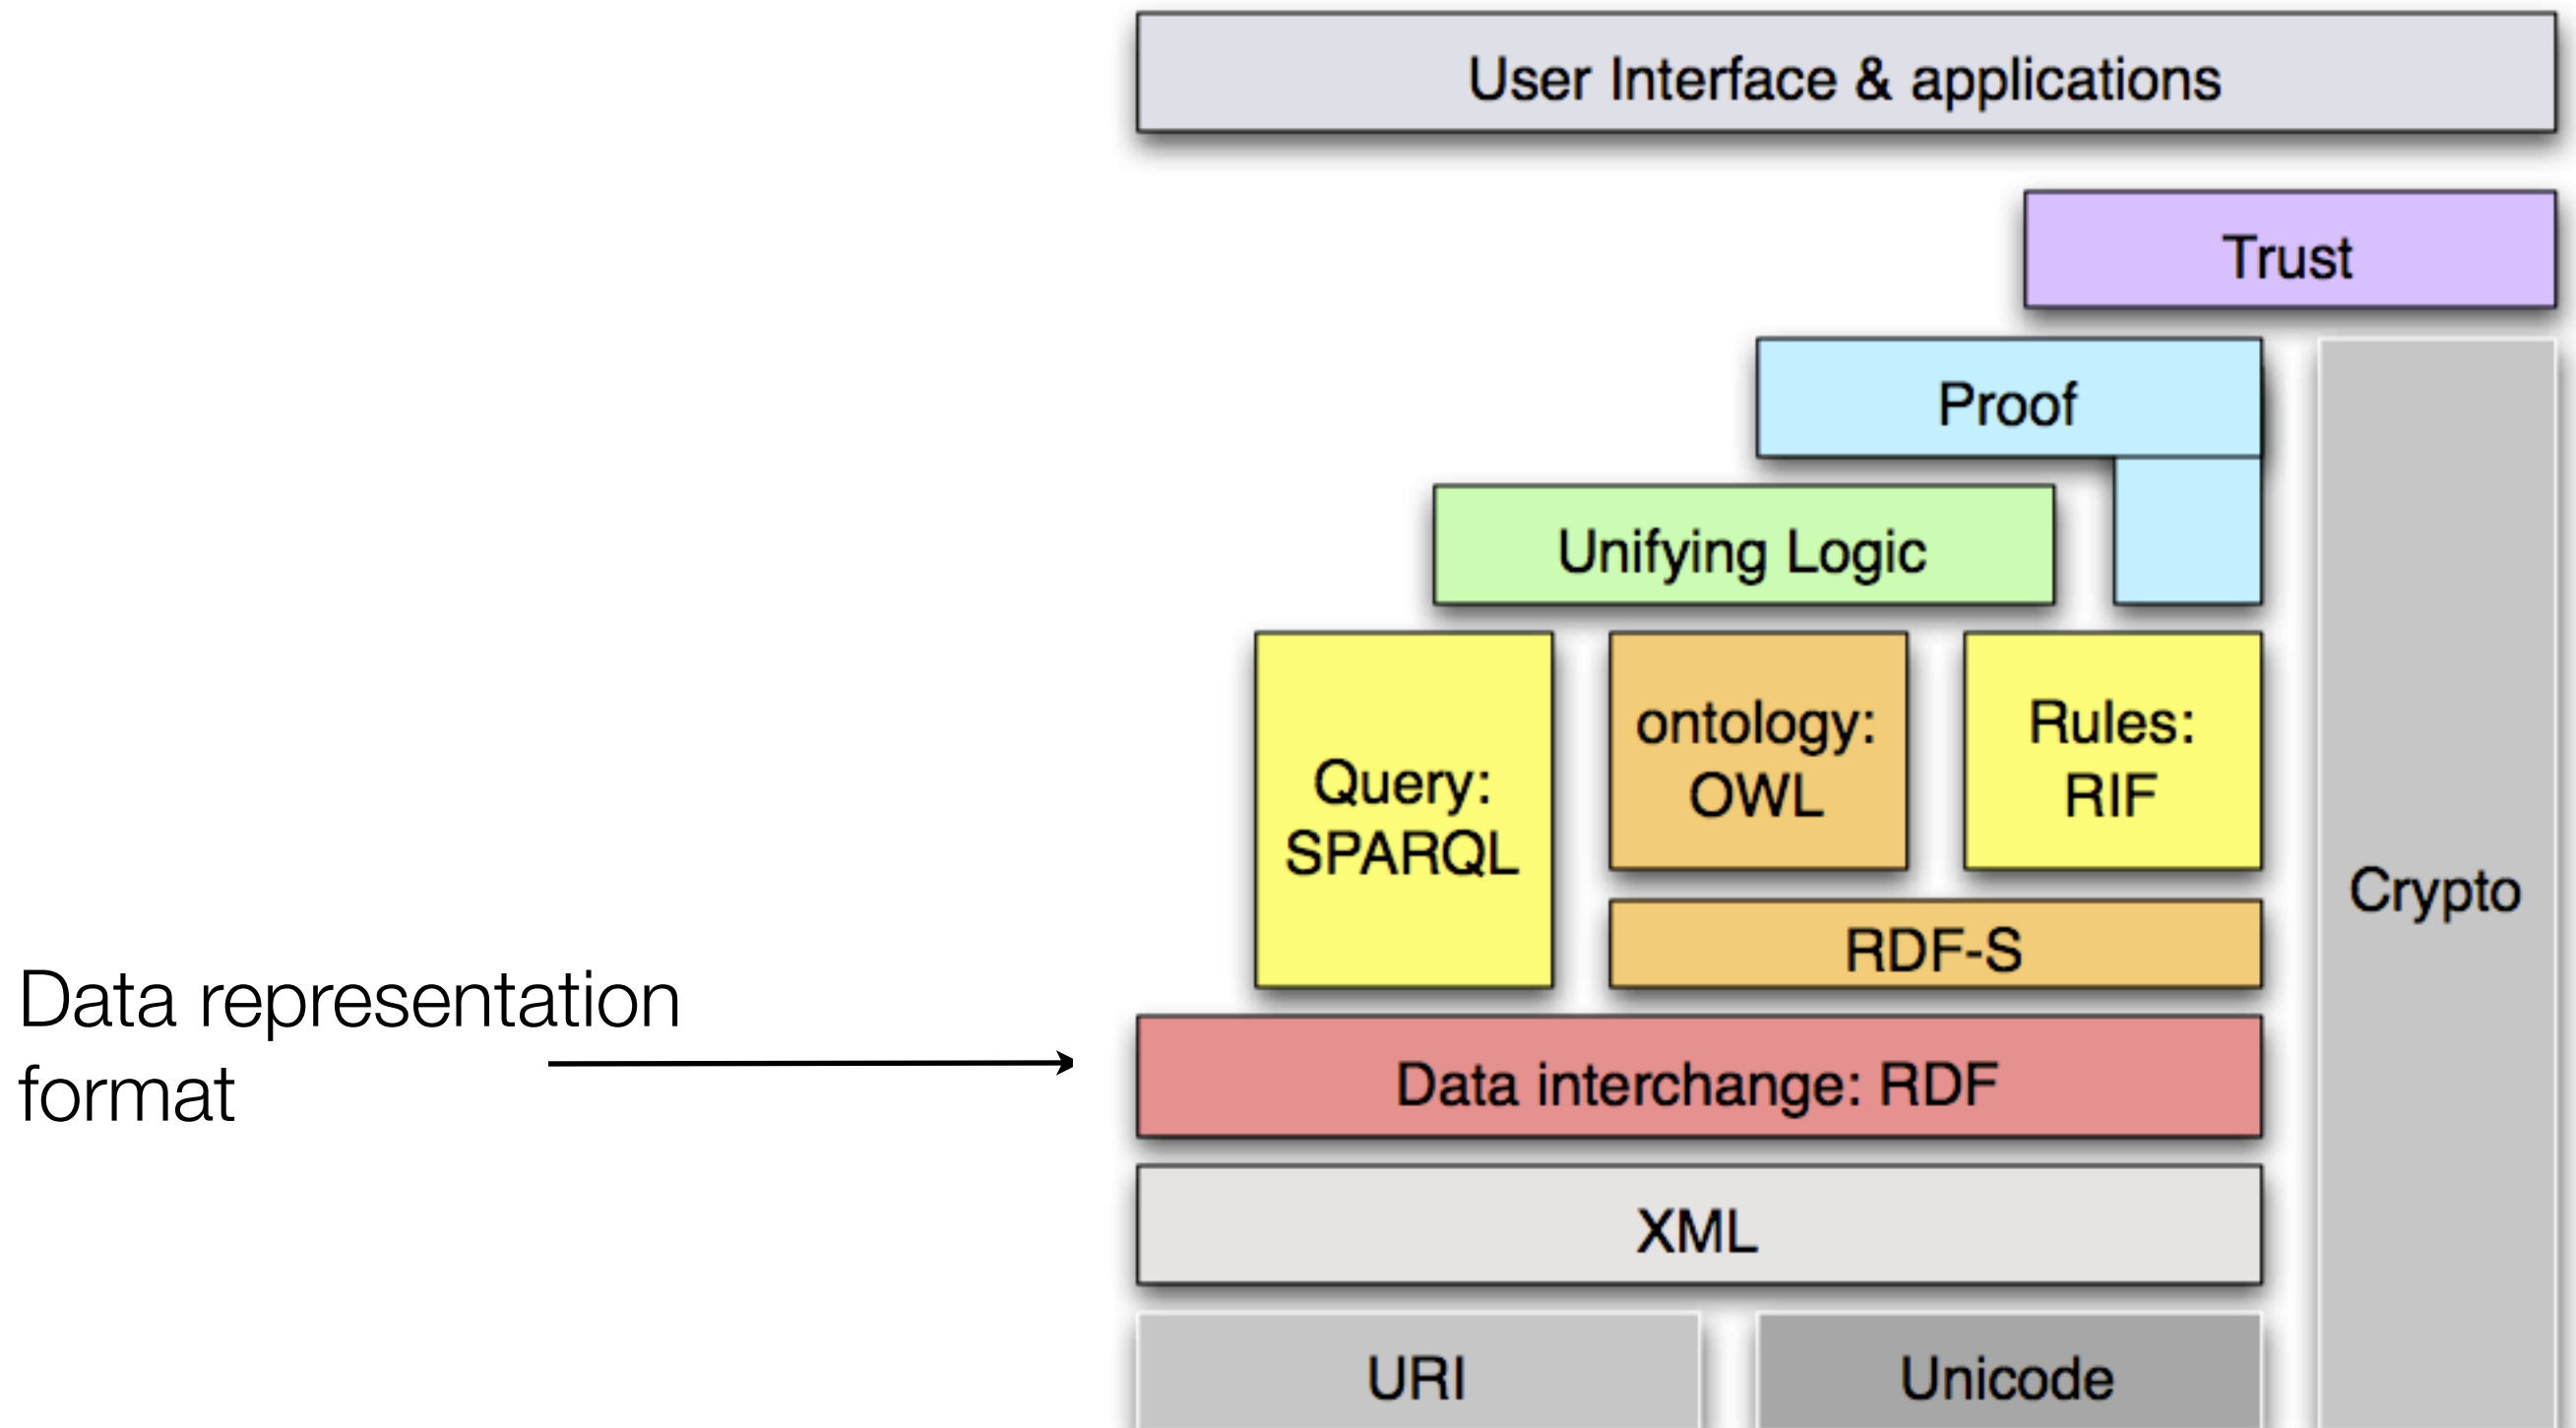 User Interface & applications
Trust
Proof
Unifying Logic
Query:
SPARQL
ontology:
OWL
Rules:
RIF
Crypto
RDF-S
Data representation
format
Data interchange: RDF
XML
URI
Unicode